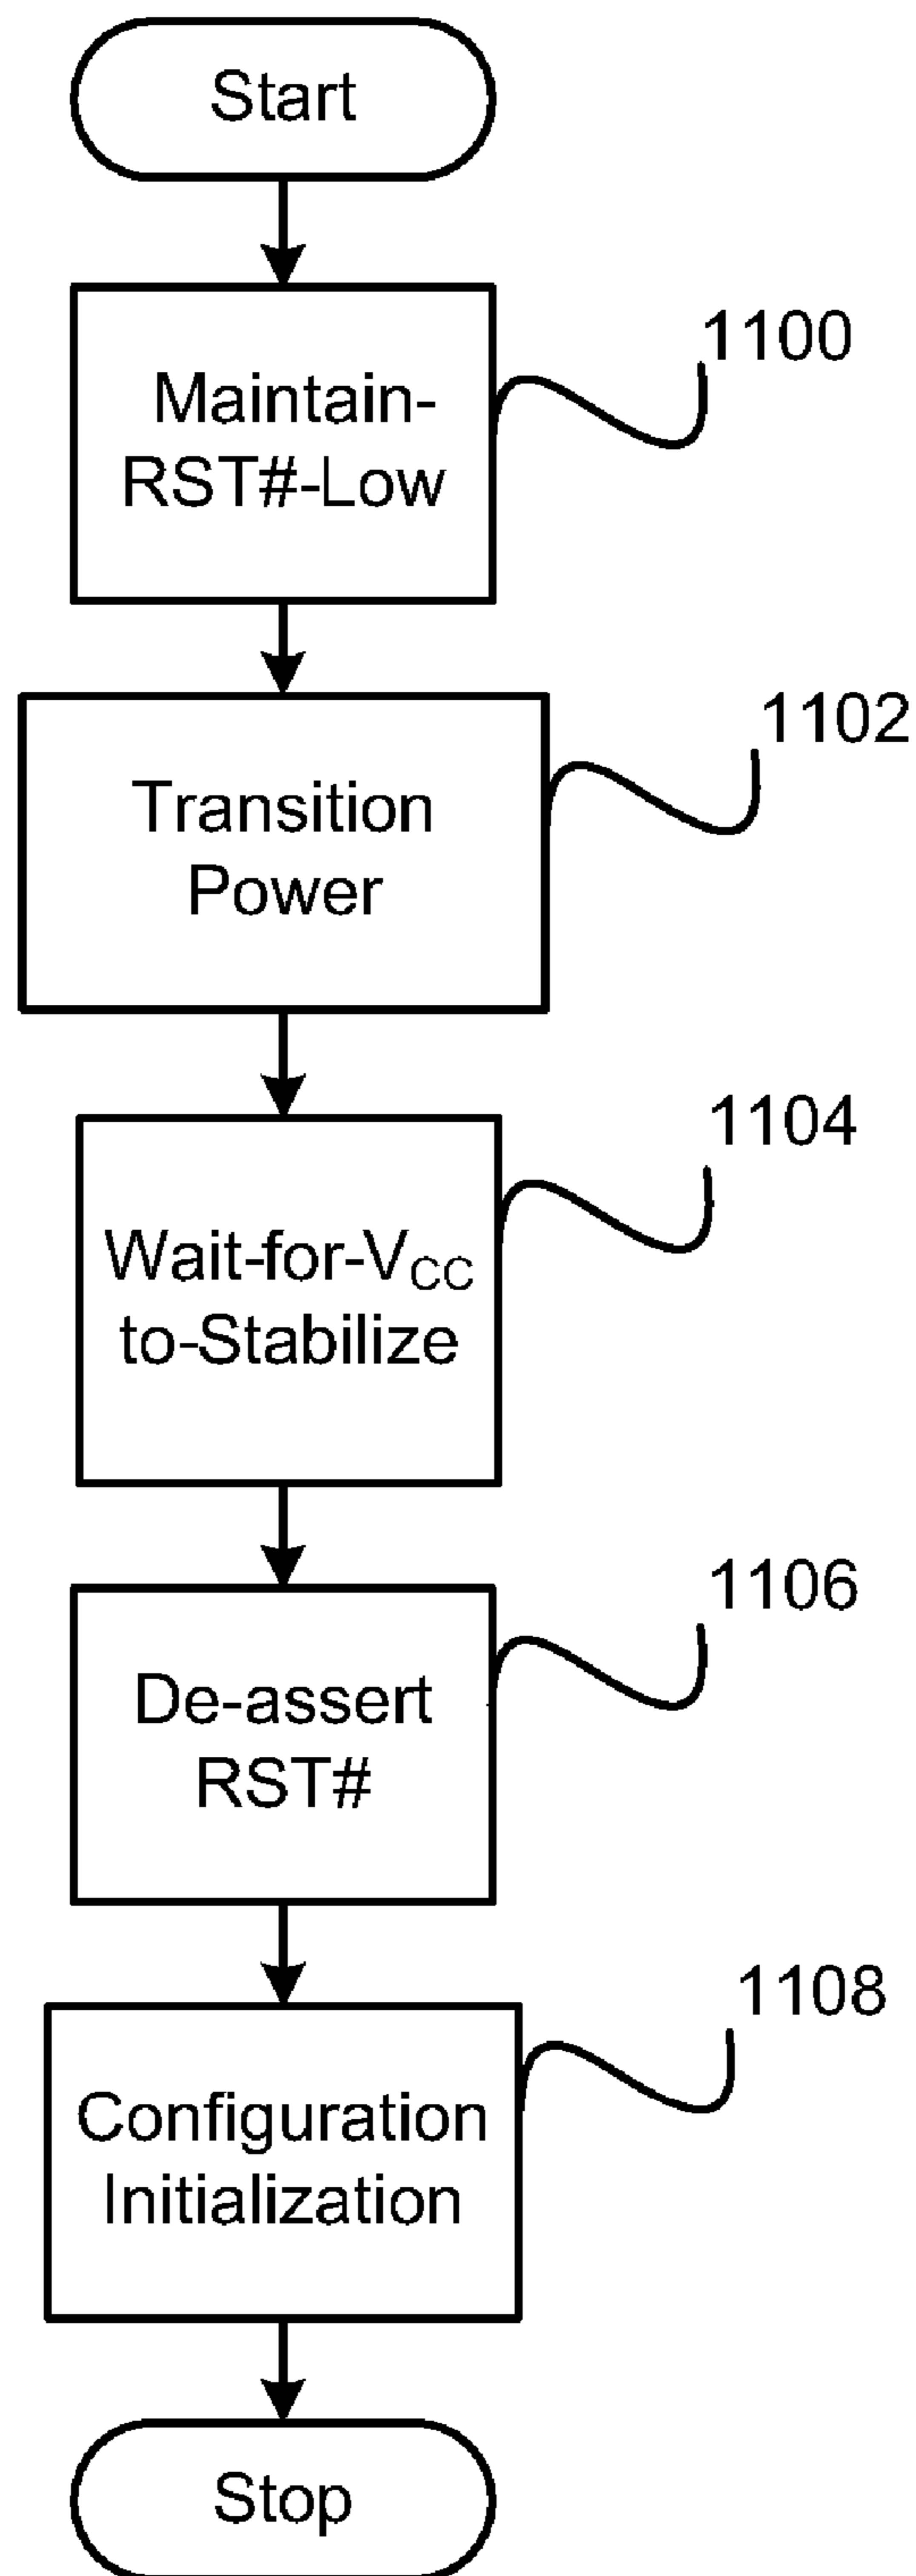 Start
1100
Maintain-
RST#-Low
1102
Transition
Power
1104
Wait-for-V_CC
to-Stabilize
1106
De-assert
RST#
1108
Configuration
Initialization
Stop